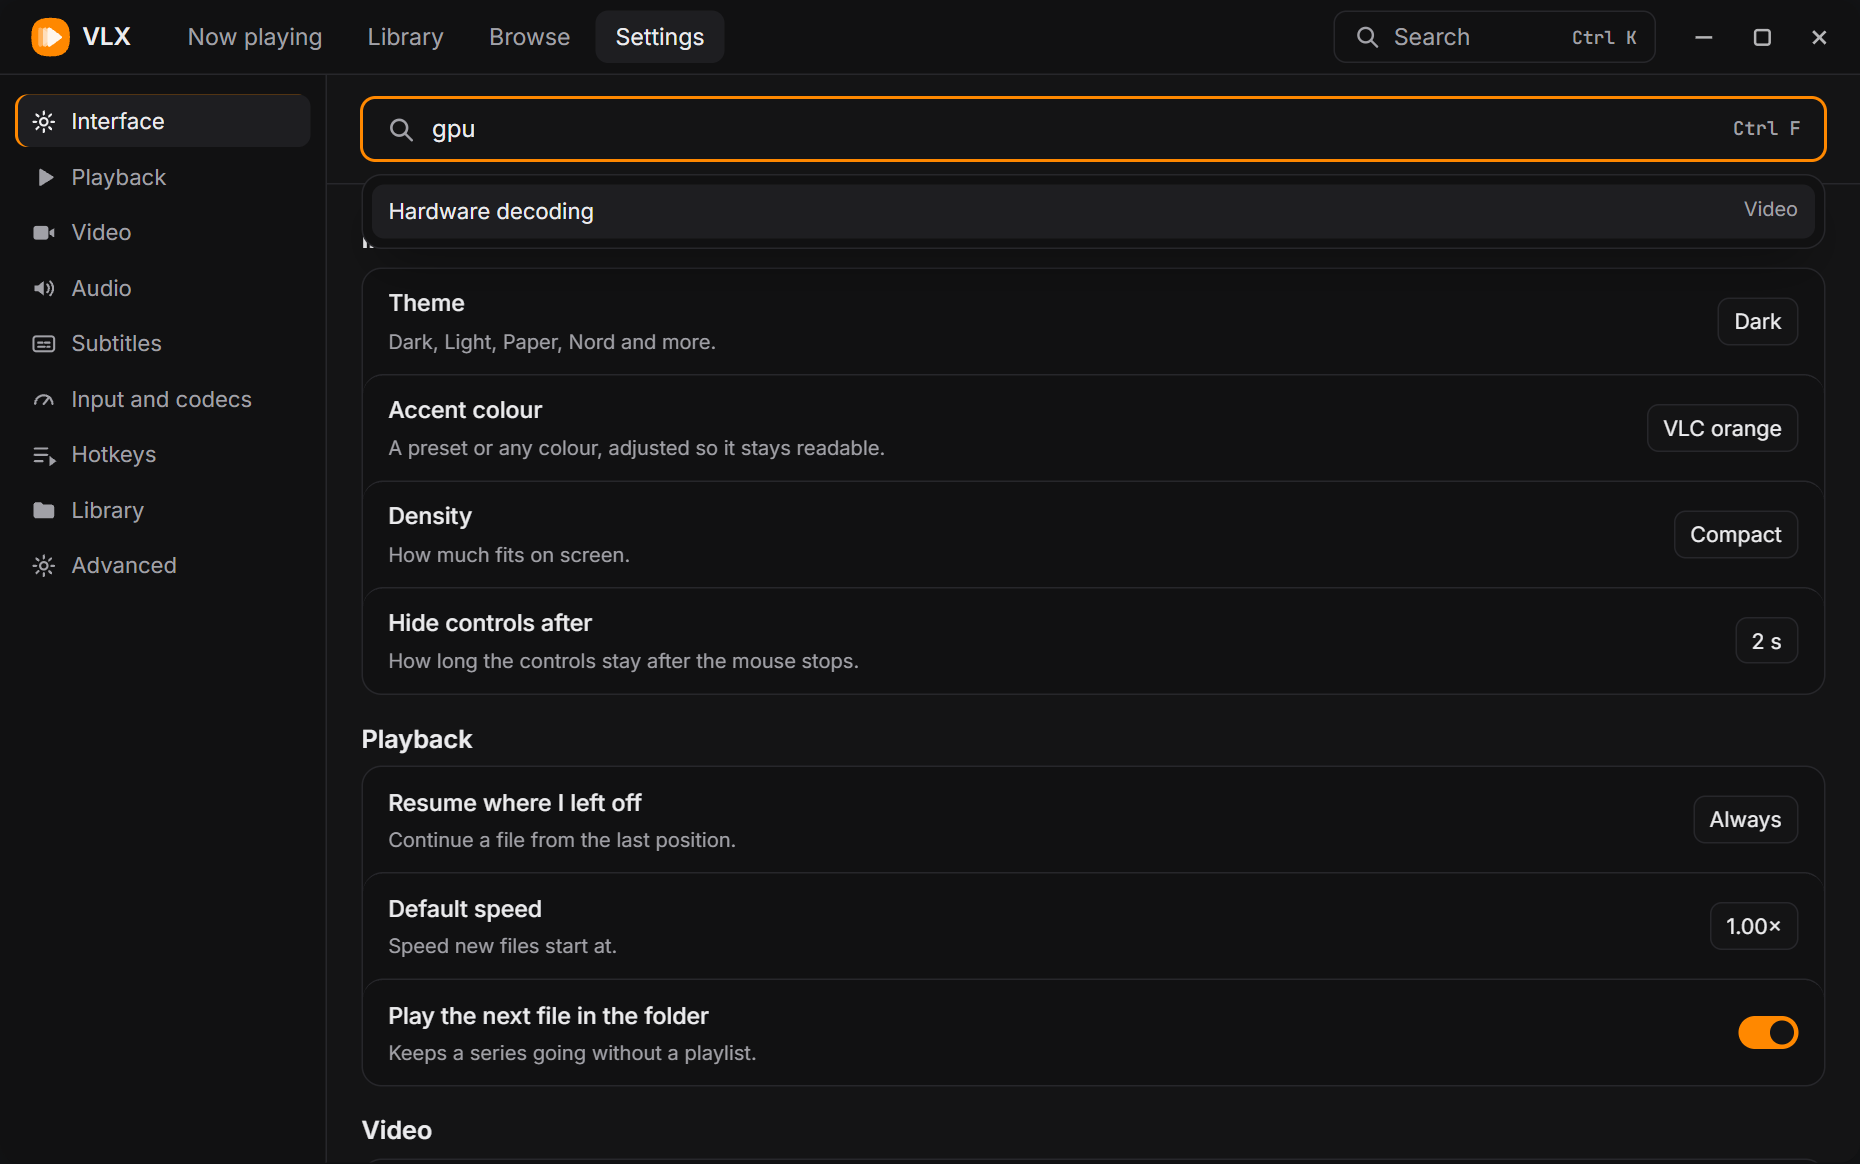 VLX
Now playing
Library
Browse
Settings
Search
Ctrl K
Interface
Playback
Video
Audio
Subtitles
Input and codecs
Hotkeys
Library
Advanced
gpu
Ctrl F
Hardware decoding
Video
Theme
Dark, Light, Paper, Nord and more.
Dark
Accent colour
A preset or any colour, adjusted so it stays readable.
VLC orange
Density
How much fits on screen.
Compact
Hide controls after
How long the controls stay after the mouse stops.
2 s
Playback
Resume where I left off
Continue a file from the last position.
Always
Default speed
Speed new files start at.
1.00×
Play the next file in the folder
Keeps a series going without a playlist.
Video